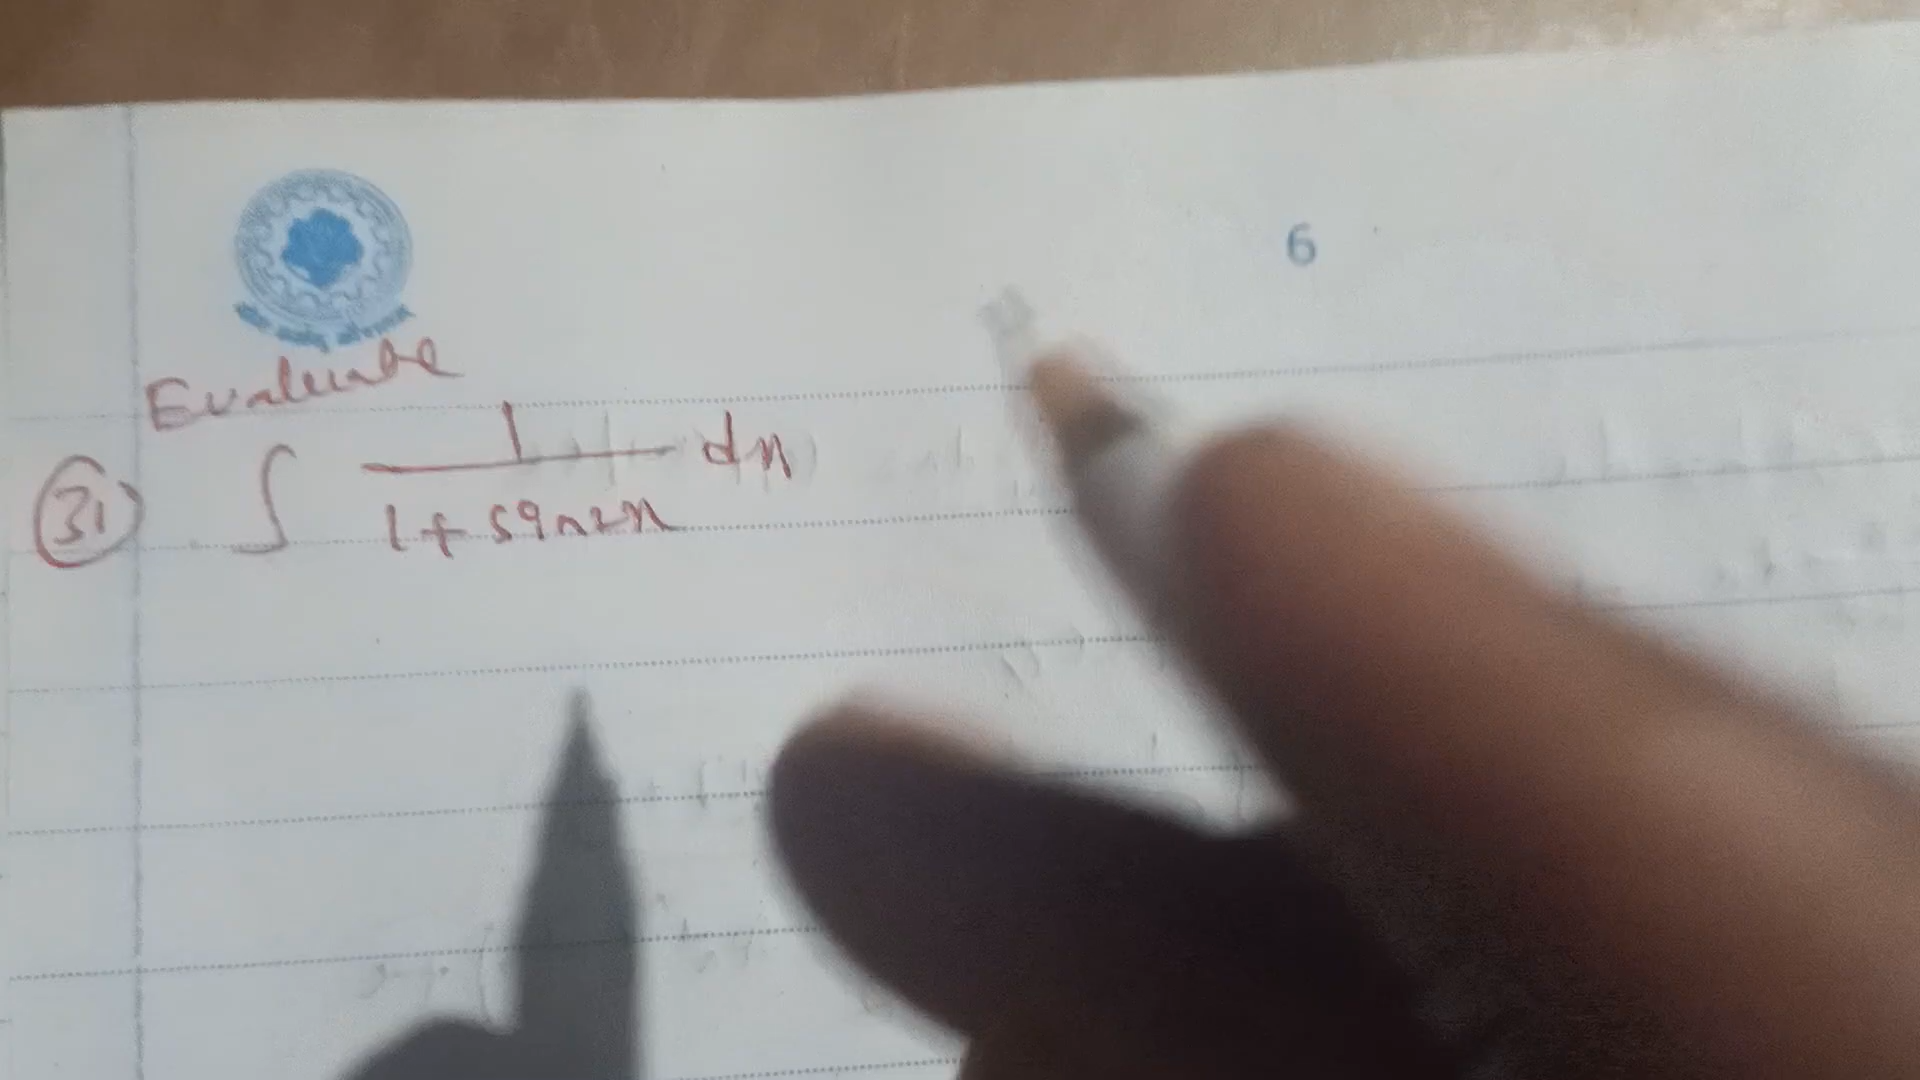 6
Evaluate
31 ∫ 1/(1 + sin2x) dx